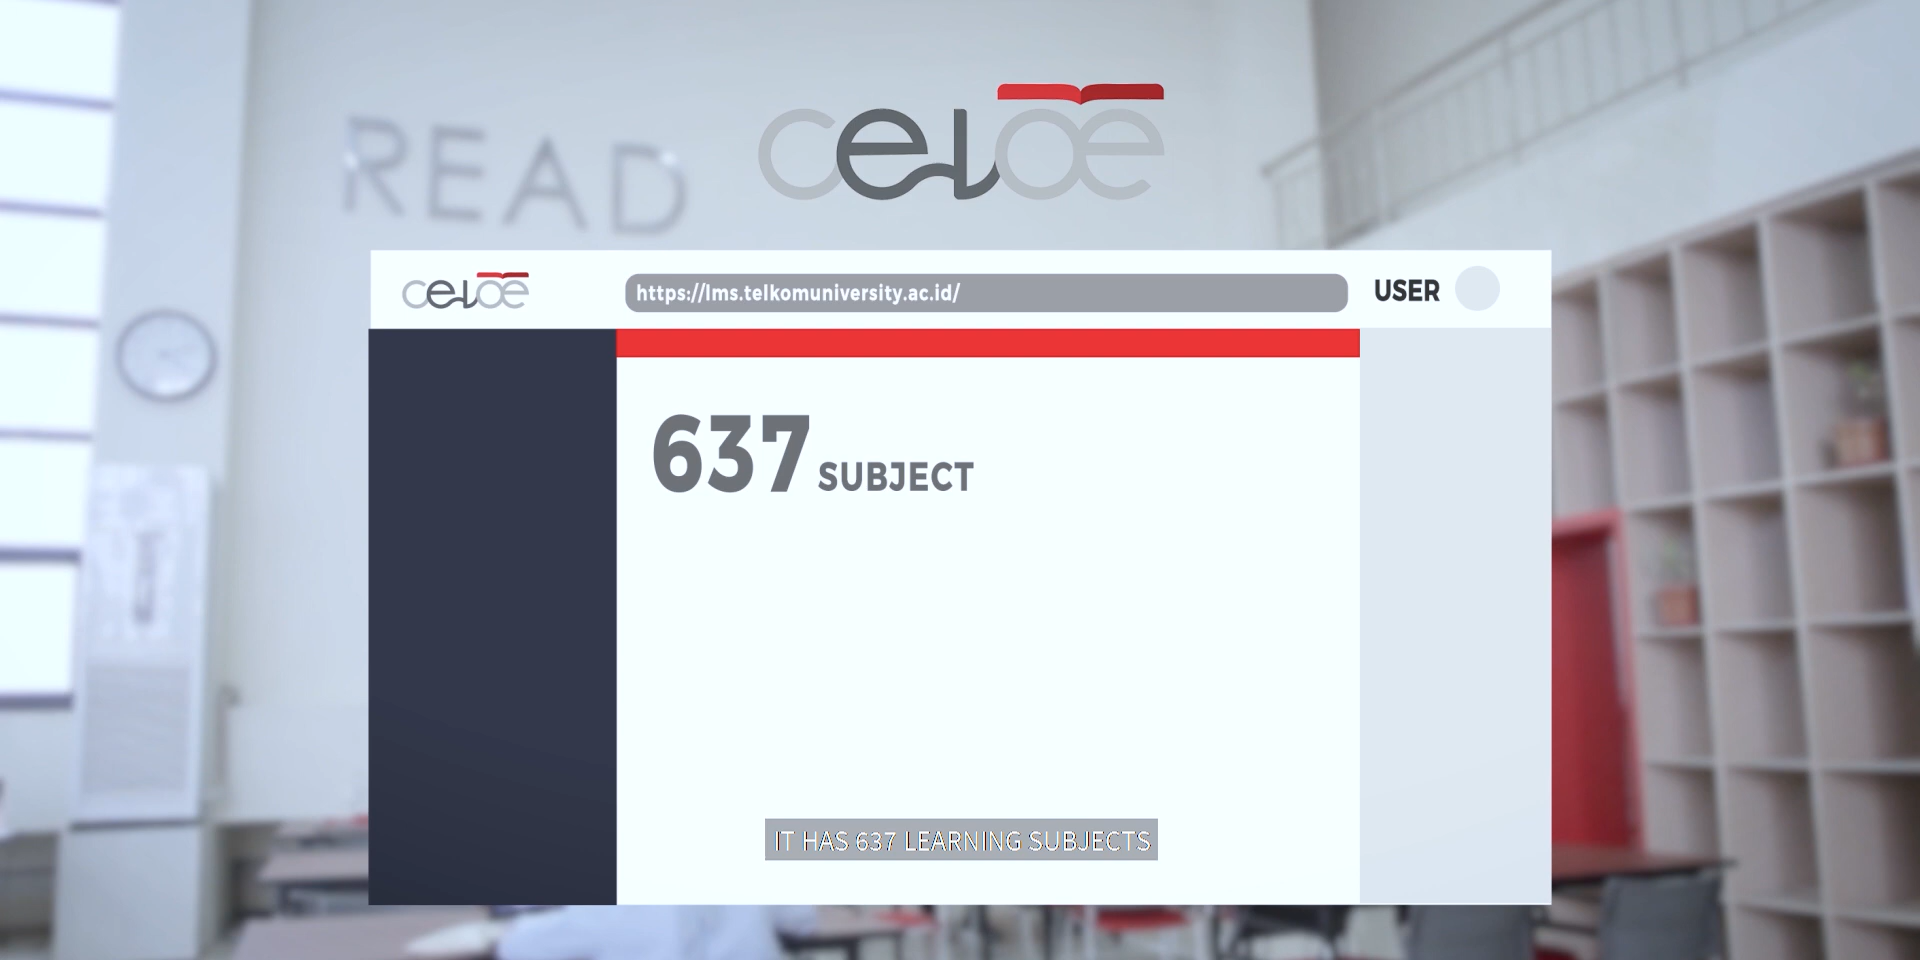 READ
celoe
celoe
https://lms.telkomuniversity.ac.id/
USER
637 SUBJECT
IT HAS 637 LEARNING SUBJECTS